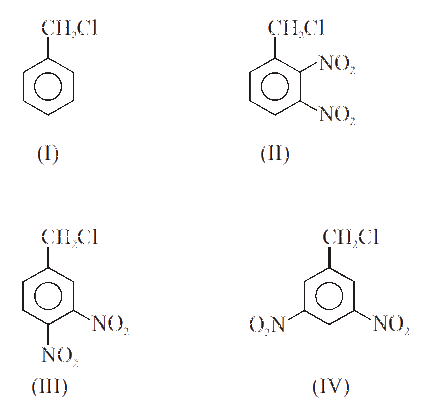 CH₂Cl
CH₂Cl
NO₂
NO₂
(I)
(II)
CH₂Cl
CH₂Cl
NO₂
NO₂
O₂N
NO₂
(III)
(IV)